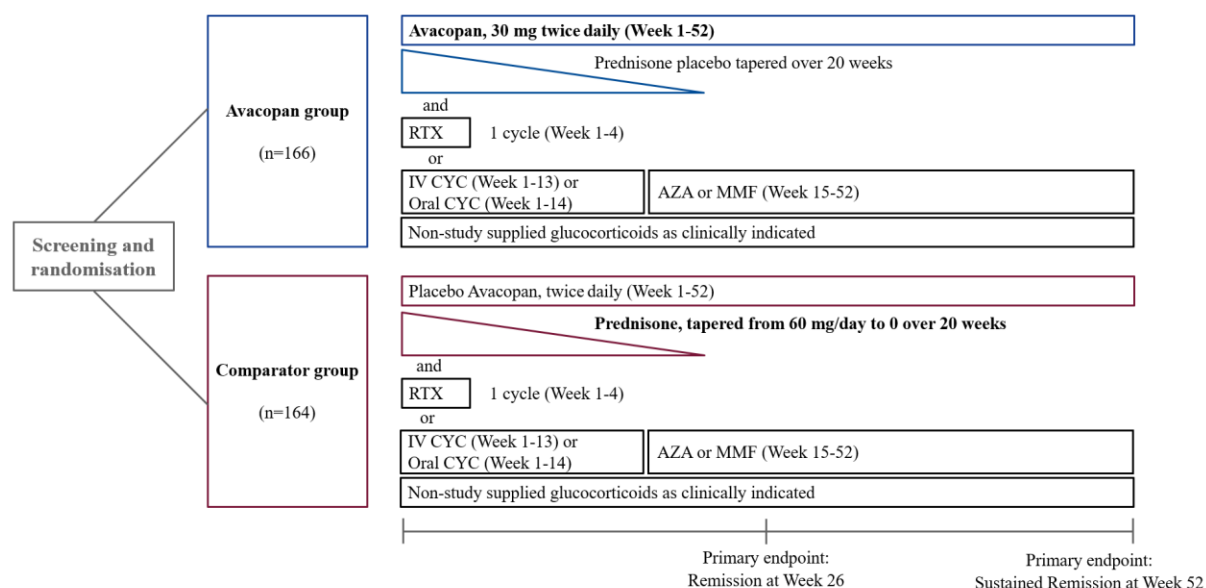 Screening and
randomisation
Avacopan group
(n=166)
Avacopan, 30 mg twice daily (Week 1-52)
Prednisone placebo tapered over 20 weeks
and
RTX 1 cycle (Week 1-4)
or
IV CYC (Week 1-13) or
Oral CYC (Week 1-14)
AZA or MMF (Week 15-52)
Non-study supplied glucocorticoids as clinically indicated
Comparator group
(n=164)
Placebo Avacopan, twice daily (Week 1-52)
Prednisone, tapered from 60 mg/day to 0 over 20 weeks
and
RTX 1 cycle (Week 1-4)
or
IV CYC (Week 1-13) or
Oral CYC (Week 1-14)
AZA or MMF (Week 15-52)
Non-study supplied glucocorticoids as clinically indicated
Primary endpoint:
Remission at Week 26
Primary endpoint:
Sustained Remission at Week 52